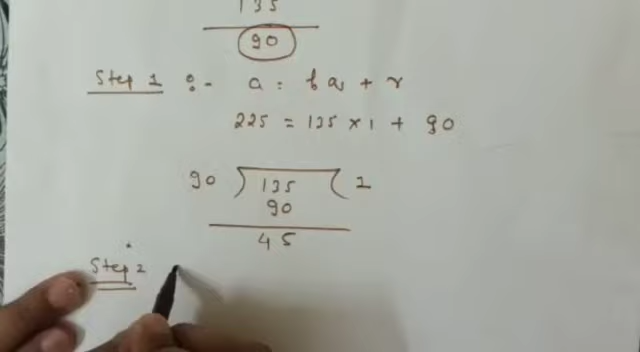 135
90
Step 1 :- a = bq + r
225 = 135 × 1 + 90
90 ) 135 ( 1
90
45
Step 2